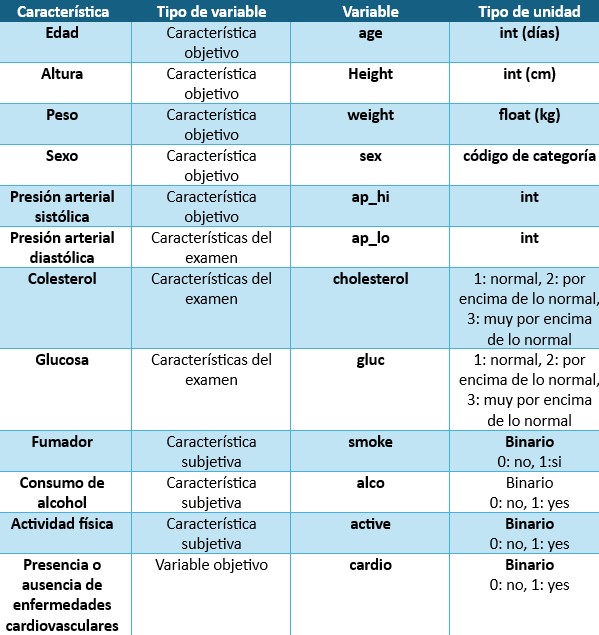 Característica Tipo de variable Variable Tipo de unidad
Edad Característica objetivo age int (días)
Altura Característica objetivo Height int (cm)
Peso Característica objetivo weight float (kg)
Sexo Característica objetivo sex código de categoría
Presión arterial sistólica Característica objetivo ap_hi int
Presión arterial diastólica Características del examen ap_lo int
Colesterol Características del examen cholesterol 1: normal, 2: por encima de lo normal, 3: muy por encima de lo normal
Glucosa Características del examen gluc 1: normal, 2: por encima de lo normal, 3: muy por encima de lo normal
Fumador Característica subjetiva smoke Binario 0: no, 1:si
Consumo de alcohol Característica subjetiva alco Binario 0: no, 1: yes
Actividad física Característica subjetiva active Binario 0: no, 1: yes
Presencia o ausencia de enfermedades cardiovasculares Variable objetivo cardio Binario 0: no, 1: yes